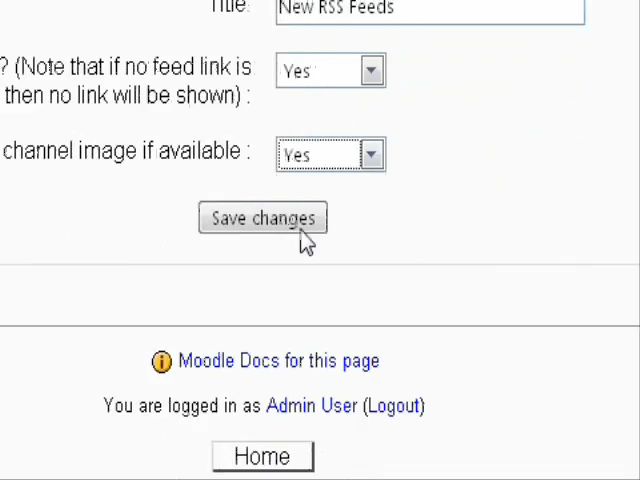 Title:
New RSS Feeds
? (Note that if no feed link is
Yes
then no link will be shown) :
channel image if available :
Yes
Save changes
Moodle Docs for this page
You are logged in as Admin User (Logout)
Home